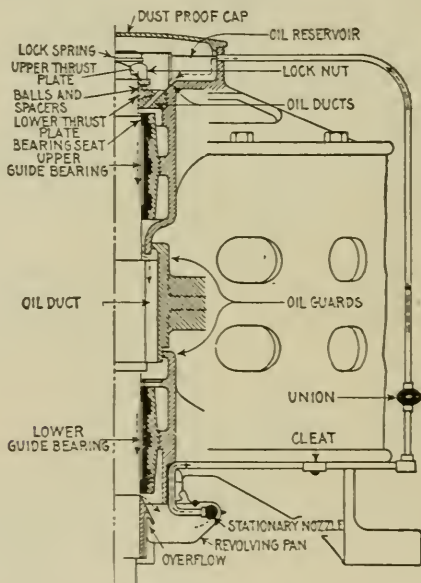 DUST PROOF CAP
OIL RESERVOIR
LOCK SPRING
UPPER THRUST
PLATE
LOCK NUT
BALLS AND
SPACERS
OIL DUCTS
LOWER THRUST
PLATE
BEARING SEAT
UPPER
GUIDE BEARING
OIL DUCT
OIL GUARDS
UNION
CLEAT
LOWER
GUIDE BEARING
STATIONARY NOZZLE
REVOLVING PAN
OVERFLOW